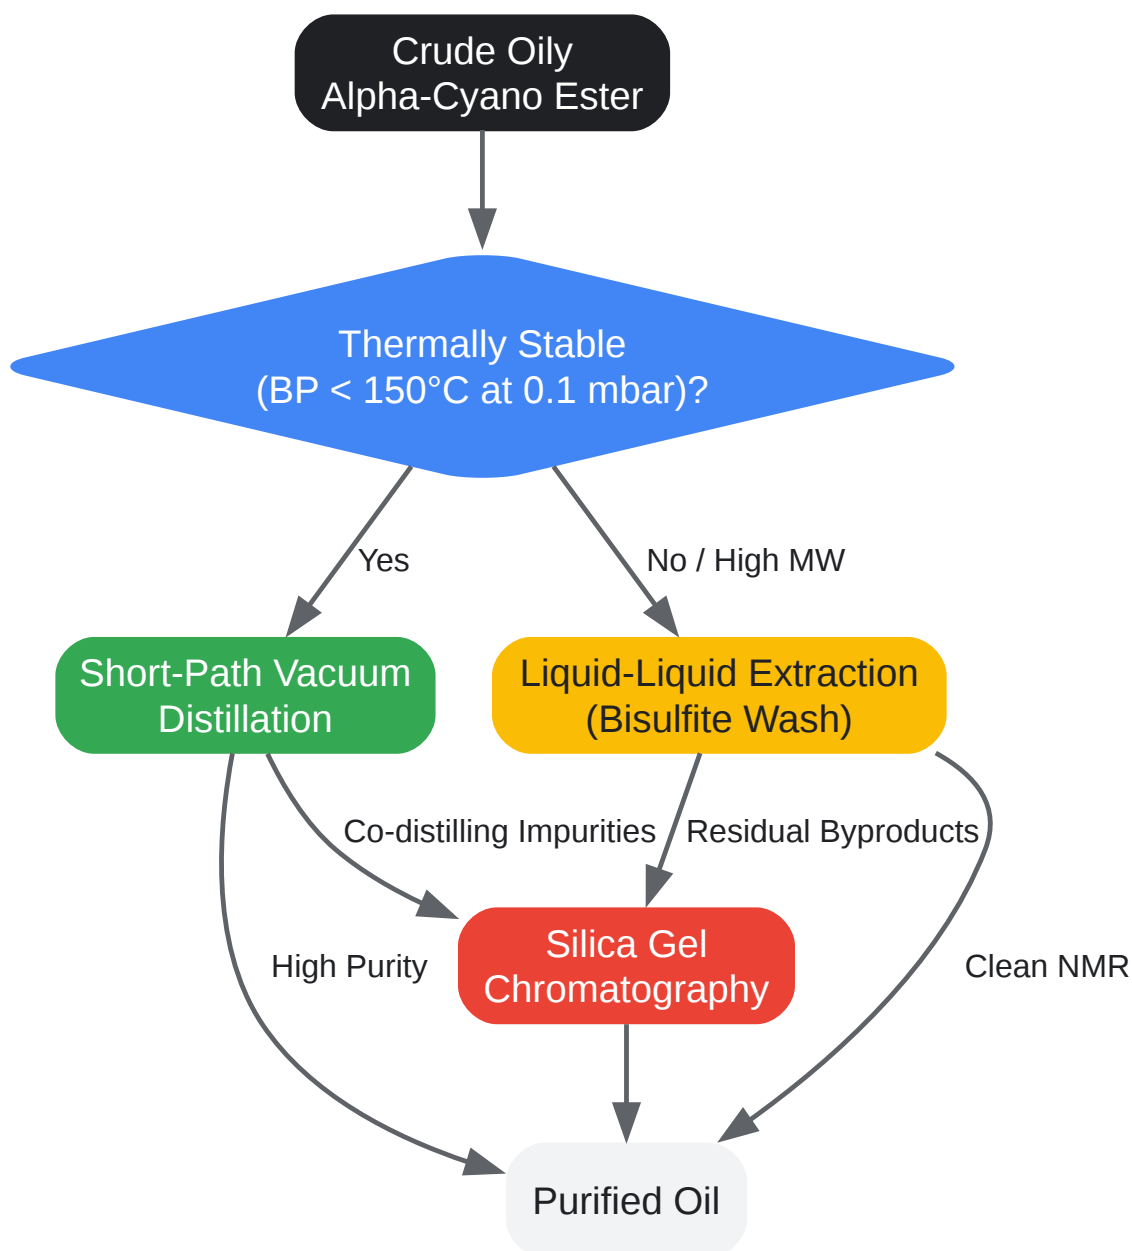 Crude Oily
Alpha-Cyano Ester
Thermally Stable
(BP < 150°C at 0.1 mbar)?
Yes
No / High MW
Short-Path Vacuum
Distillation
Liquid-Liquid Extraction
(Bisulfite Wash)
Co-distilling Impurities
Residual Byproducts
Silica Gel
Chromatography
High Purity
Clean NMR
Purified Oil